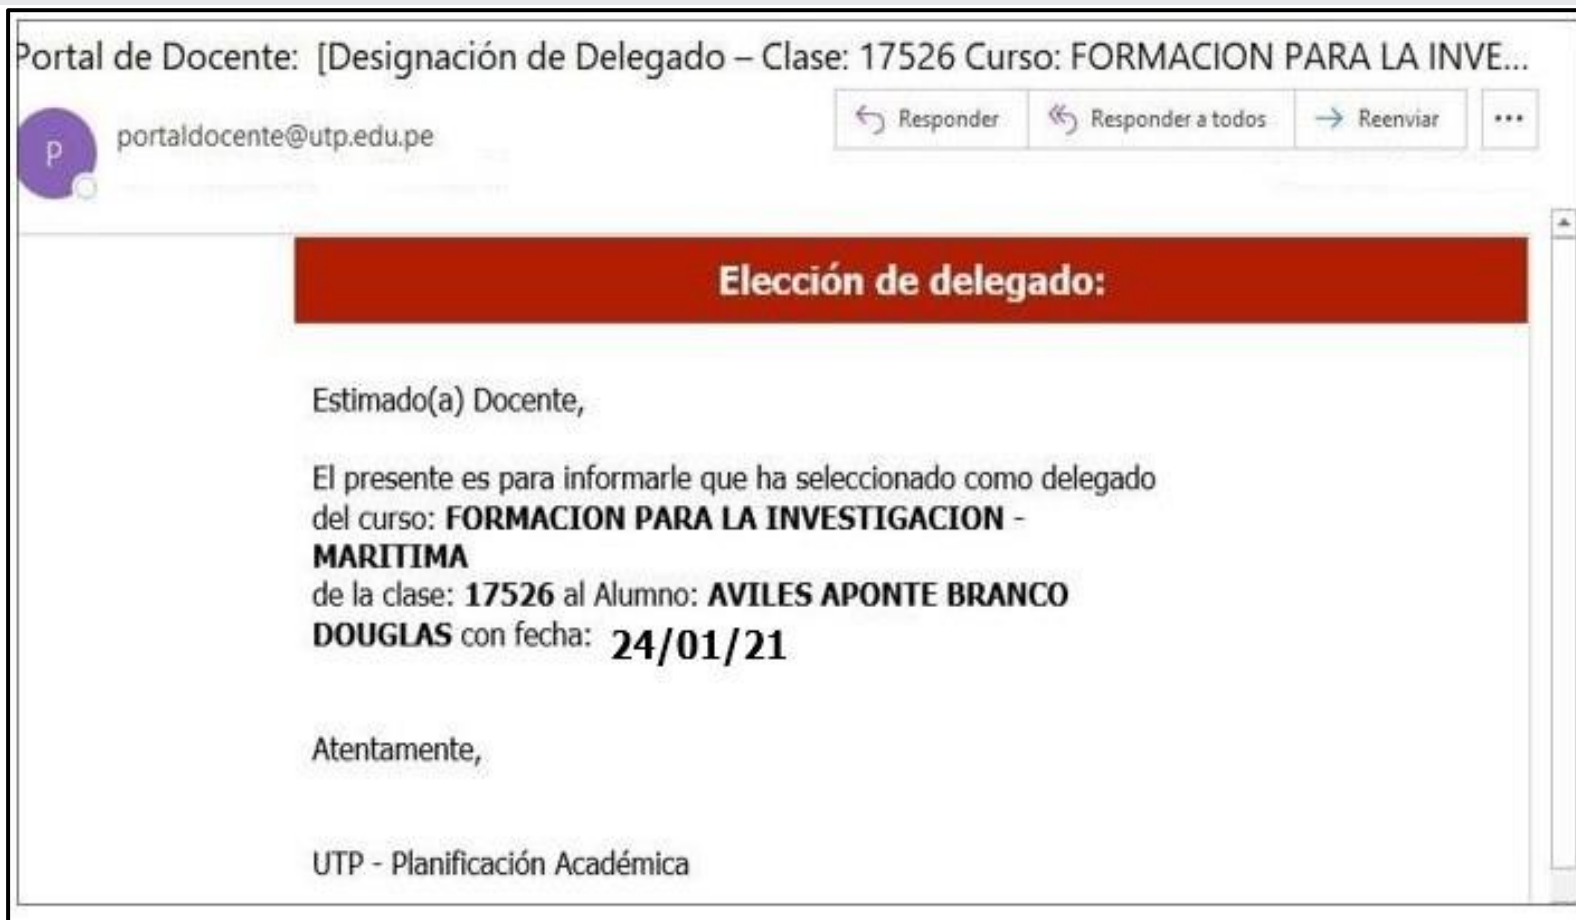 Portal de Docente: [Designación de Delegado – Clase: 17526 Curso: FORMACION PARA LA INVE...
Responder
Responder a todos
Reenviar
...
P
portaldocente@utp.edu.pe
Elección de delegado:
Estimado(a) Docente,
El presente es para informarle que ha seleccionado como delegado
del curso: FORMACION PARA LA INVESTIGACION -
MARITIMA
de la clase: 17526 al Alumno: AVILES APONTE BRANCO
DOUGLAS con fecha: 24/01/21
Atentamente,
UTP - Planificación Académica